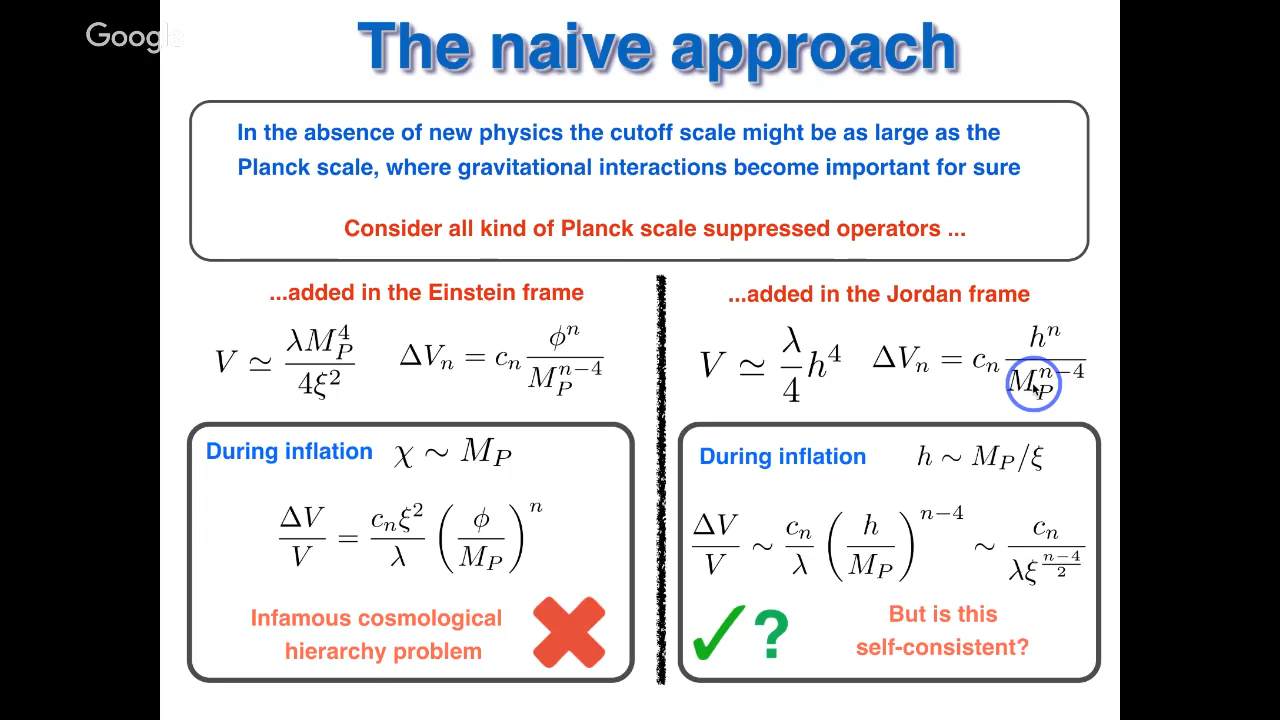 Google
The naive approach
In the absence of new physics the cutoff scale might be as large as the
Planck scale, where gravitational interactions become important for sure
Consider all kind of Planck scale suppressed operators ...
...added in the Einstein frame
V ≃ λM_P^4 / 4ξ² ΔV_n = c_n φ^n / M_P^{n−4}
During inflation χ ∼ M_P
ΔV / V = c_n ξ² / λ (φ / M_P)^n
Infamous cosmological
hierarchy problem
...added in the Jordan frame
V ≃ λ / 4 h⁴ ΔV_n = c_n h^n / M_P^{n−4}
During inflation h ∼ M_P/ξ
ΔV / V ∼ c_n / λ (h / M_P)^{n−4} ∼ c_n / λξ^{(n−4)/2}
?
But is this
self-consistent?